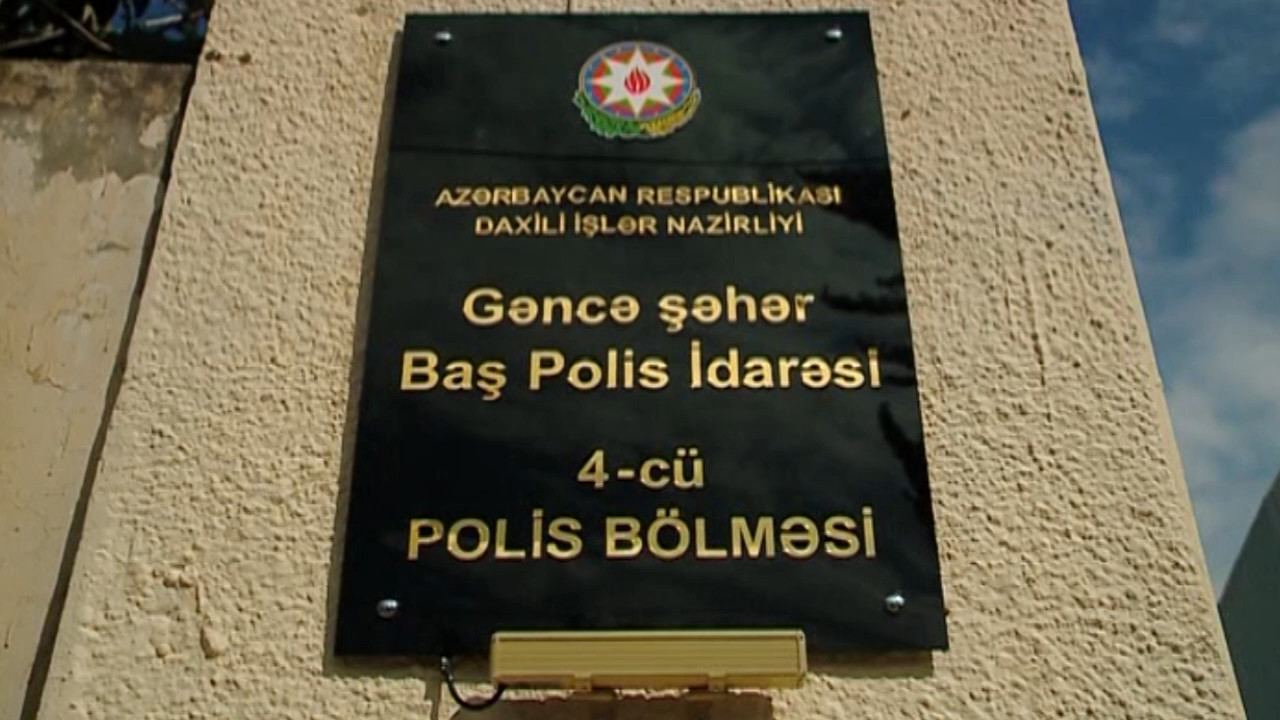 AZƏRBAYCAN RESPUBLİKASI
DAXİLİ İŞLƏR NAZİRLİYİ
Gəncə şəhər
Baş Polis İdarəsi
4-cü
POLİS BÖLMƏSİ